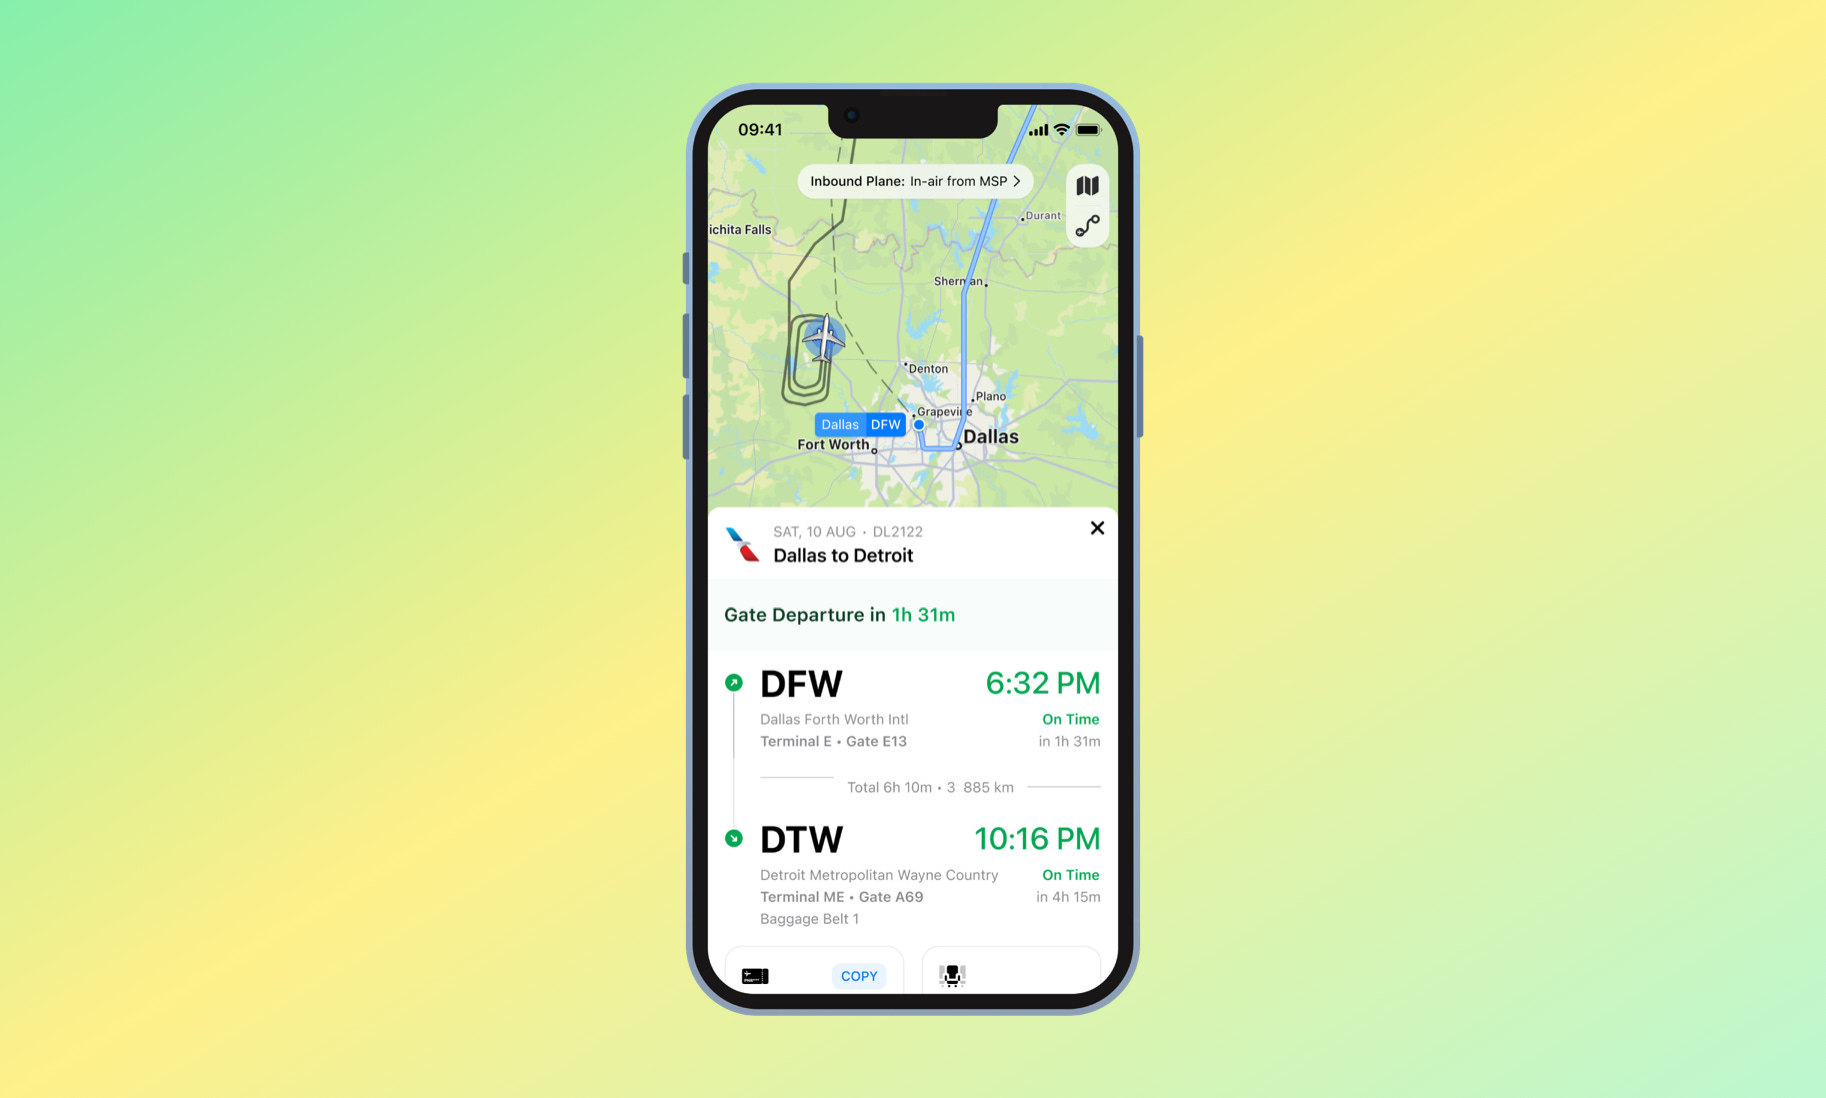 09:41
Inbound Plane: In-air from MSP
Durant
ichita Falls
Sherman
Denton
Plano
Grapevine
Dallas DFW
Dallas
Fort Worth
SAT, 10 AUG • DL2122
Dallas to Detroit
Gate Departure in 1h 31m
DFW 6:32 PM
Dallas Forth Worth Intl On Time
Terminal E • Gate E13 in 1h 31m
Total 6h 10m • 3 885 km
DTW 10:16 PM
Detroit Metropolitan Wayne Country On Time
Terminal ME • Gate A69 in 4h 15m
Baggage Belt 1
COPY